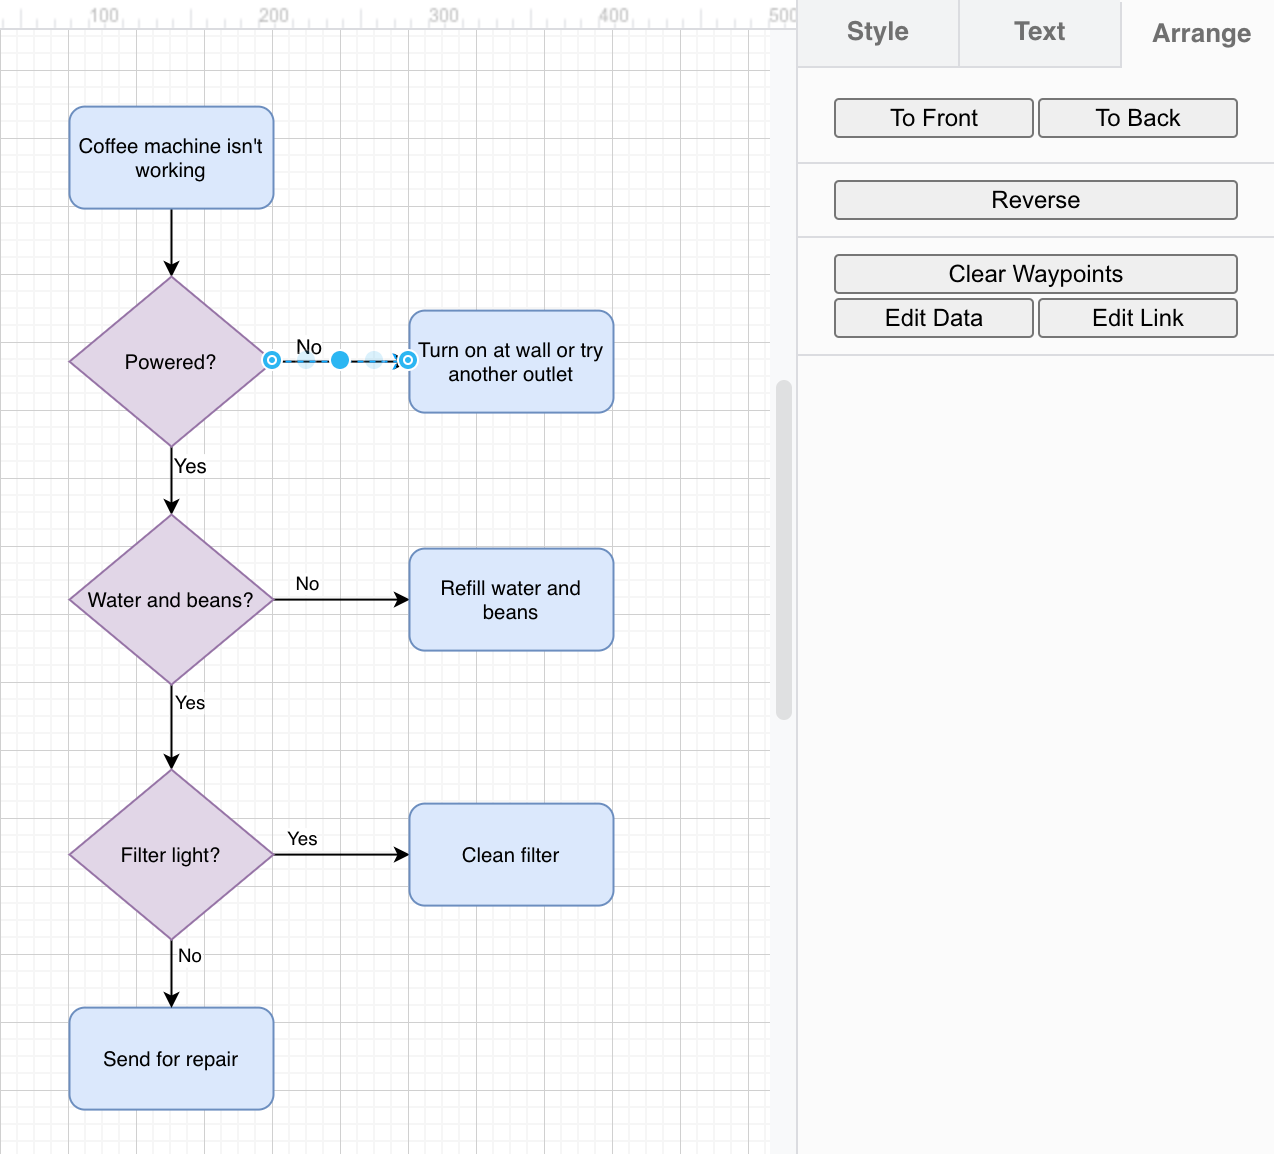 100 200 300 400 500
Style Text Arrange
To Front To Back
Reverse
Clear Waypoints
Edit Data Edit Link
Coffee machine isn't
working
Powered?
No
Turn on at wall or try
another outlet
Yes
Water and beans?
No
Refill water and
beans
Yes
Filter light?
Yes
Clean filter
No
Send for repair